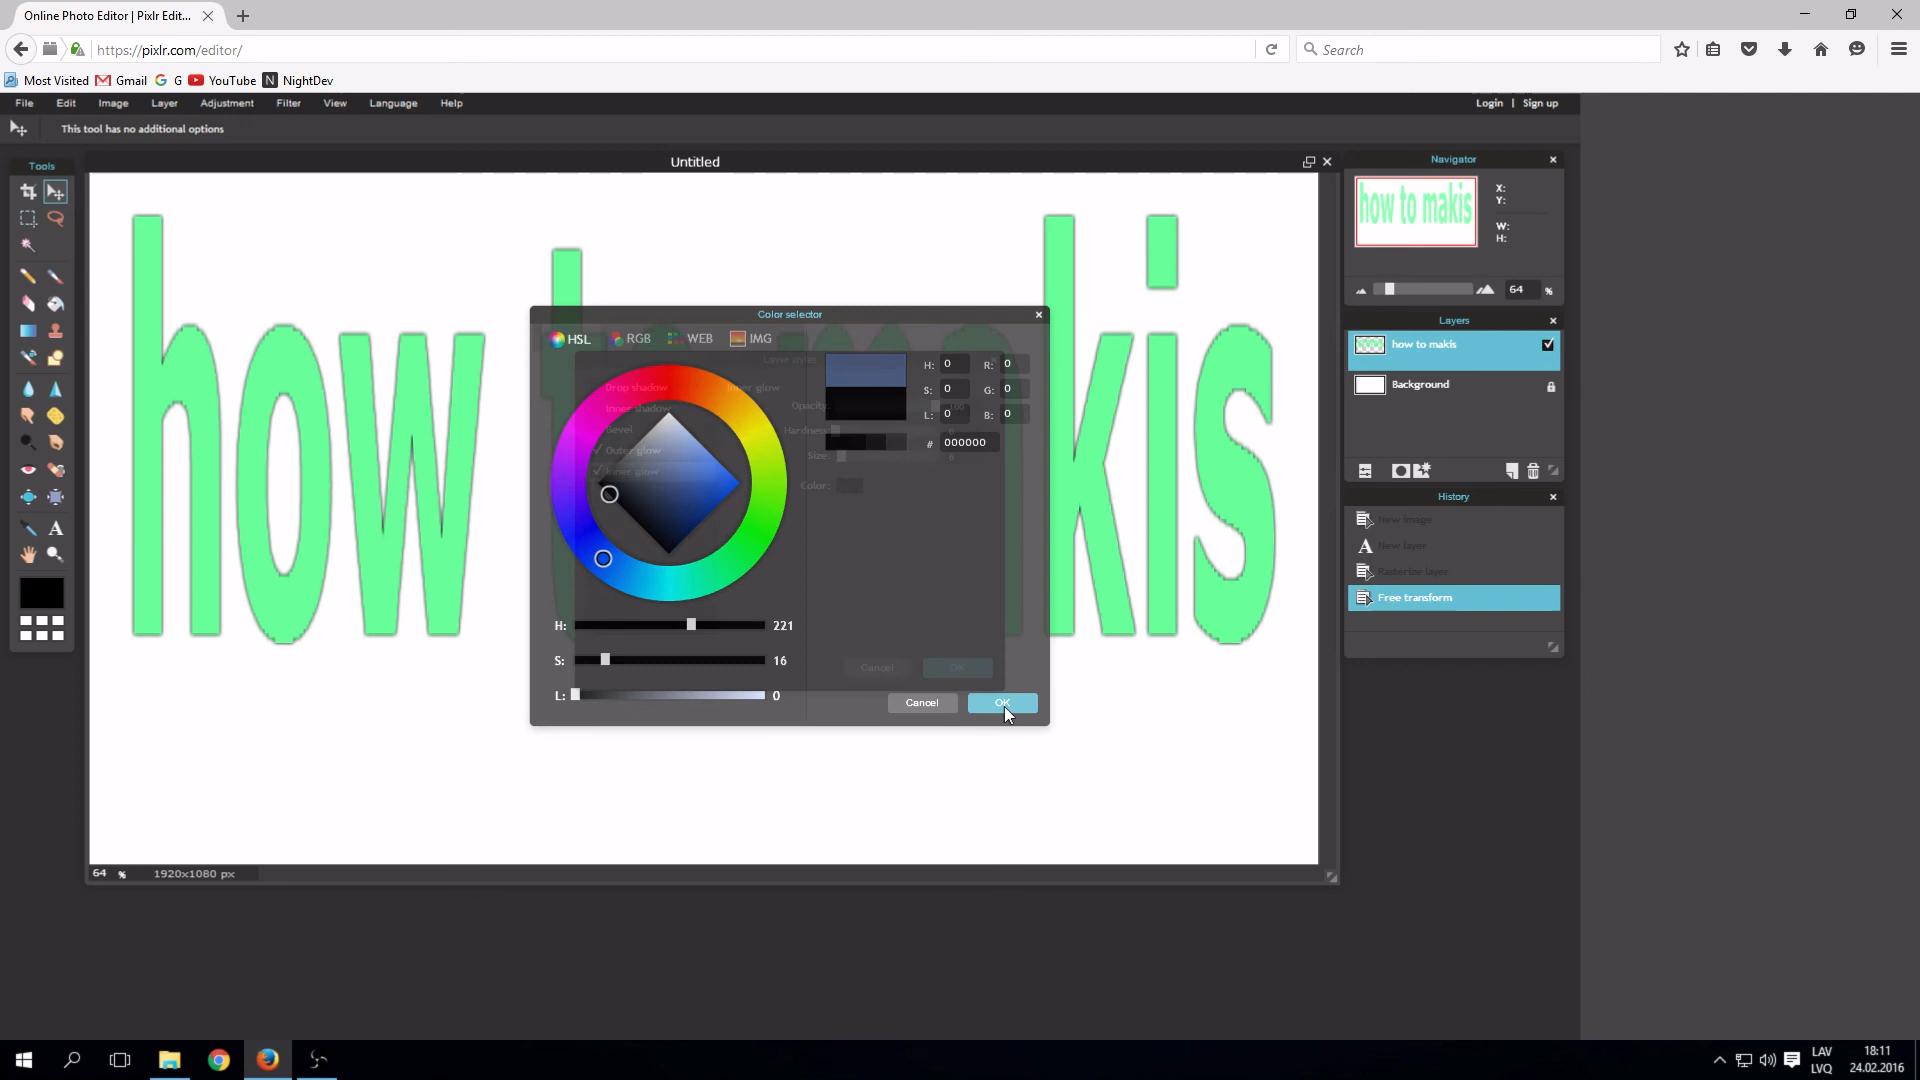 Online Photo Editor | Pixlr Edit...
https://pixlr.com/editor/
Search
Most Visited Gmail G YouTube N NightDev
File Edit Image Layer Adjustment Filter View Language Help
Login | Sign up
This tool has no additional options
Tools
Untitled
how to makis
Navigator
how to makis
X:
Y:
W:
H:
64 %
Color selector
HSL RGB WEB IMG
Layer styles
Drop shadow
Inner shadow
Bevel
Outer glow
Inner glow
Inner glow
Opacity: 100
Hardness: 6
Size: 6
Color:
H: 0 R: 0
S: 0 G: 0
L: 0 B: 0
# 000000
H: 221
S: 16
L: 0
Cancel OK
Cancel OK
Layers
how to makis
Background
History
New image
A New layer
Rasterize layer
Free transform
A
64 % 1920x1080 px
LAV
LVQ
18:11
24.02.2016